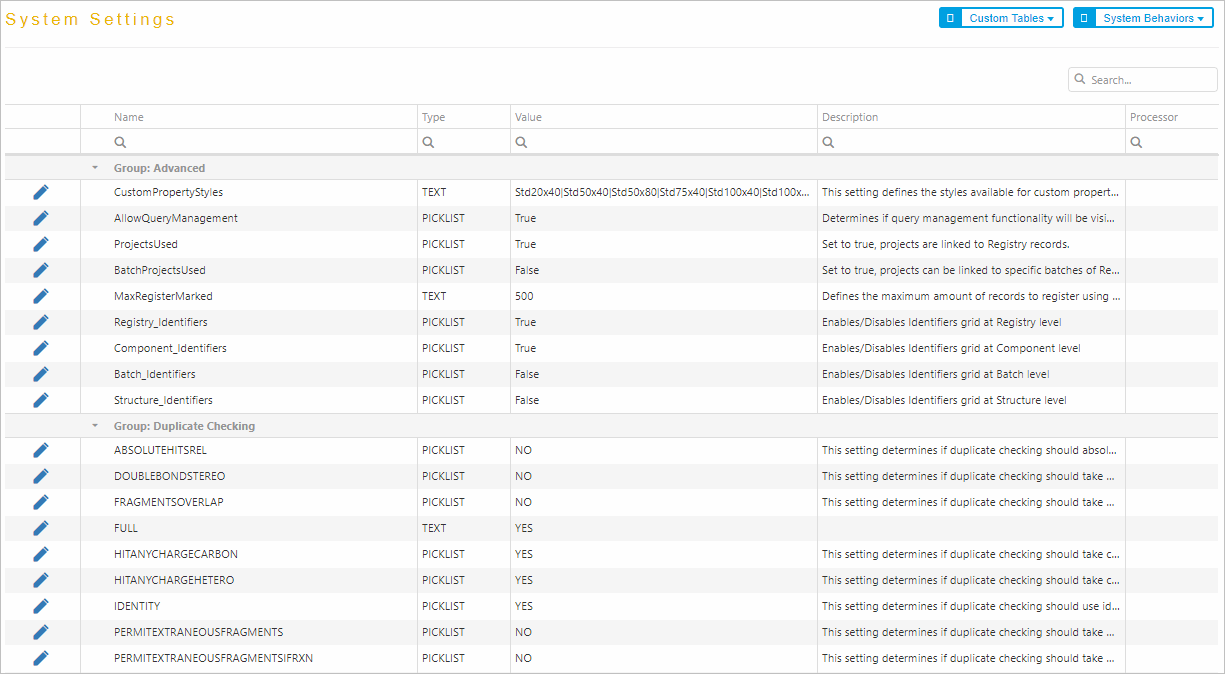 System Settings
Custom Tables
System Behaviors
Search...
Name Type Value Description Processor
Group: Advanced
CustomPropertyStyles TEXT Std20x40|Std50x40|Std50x80|Std75x40|Std100x40|Std100x... This setting defines the styles available for custom propert...
AllowQueryManagement PICKLIST True Determines if query management functionality will be visi...
ProjectsUsed PICKLIST True Set to true, projects are linked to Registry records.
BatchProjectsUsed PICKLIST False Set to true, projects can be linked to specific batches of Re...
MaxRegisterMarked TEXT 500 Defines the maximum amount of records to register using ...
Registry_Identifiers PICKLIST True Enables/Disables Identifiers grid at Registry level
Component_Identifiers PICKLIST True Enables/Disables Identifiers grid at Component level
Batch_Identifiers PICKLIST False Enables/Disables Identifiers grid at Batch level
Structure_Identifiers PICKLIST False Enables/Disables Identifiers grid at Structure level
Group: Duplicate Checking
ABSOLUTEHITSREL PICKLIST NO This setting determines if duplicate checking should absol...
DOUBLEBONDSTEREO PICKLIST NO This setting determines if duplicate checking should take ...
FRAGMENTSOVERLAP PICKLIST NO This setting determines if duplicate checking should take ...
FULL TEXT YES
HITANYCHARGECARBON PICKLIST YES This setting determines if duplicate checking should take c...
HITANYCHARGEHETERO PICKLIST YES This setting determines if duplicate checking should take c...
IDENTITY PICKLIST YES This setting determines if duplicate checking should use id...
PERMITEXTRANEOUSFRAGMENTS PICKLIST NO This setting determines if duplicate checking should take ...
PERMITEXTRANEOUSFRAGMENTSIFRXN PICKLIST NO This setting determines if duplicate checking should take ...